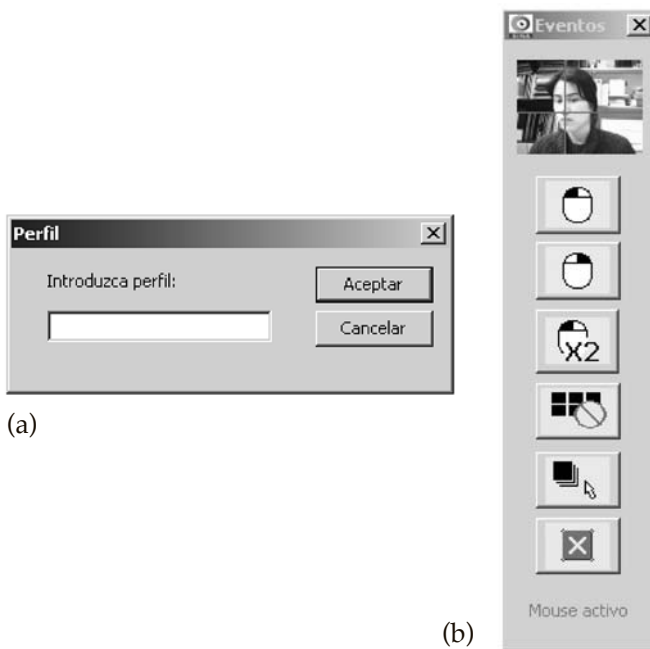 Perfil
Introduzca perfil:
Aceptar
Cancelar
(a)
Eventos
X2
Mouse activo
(b)